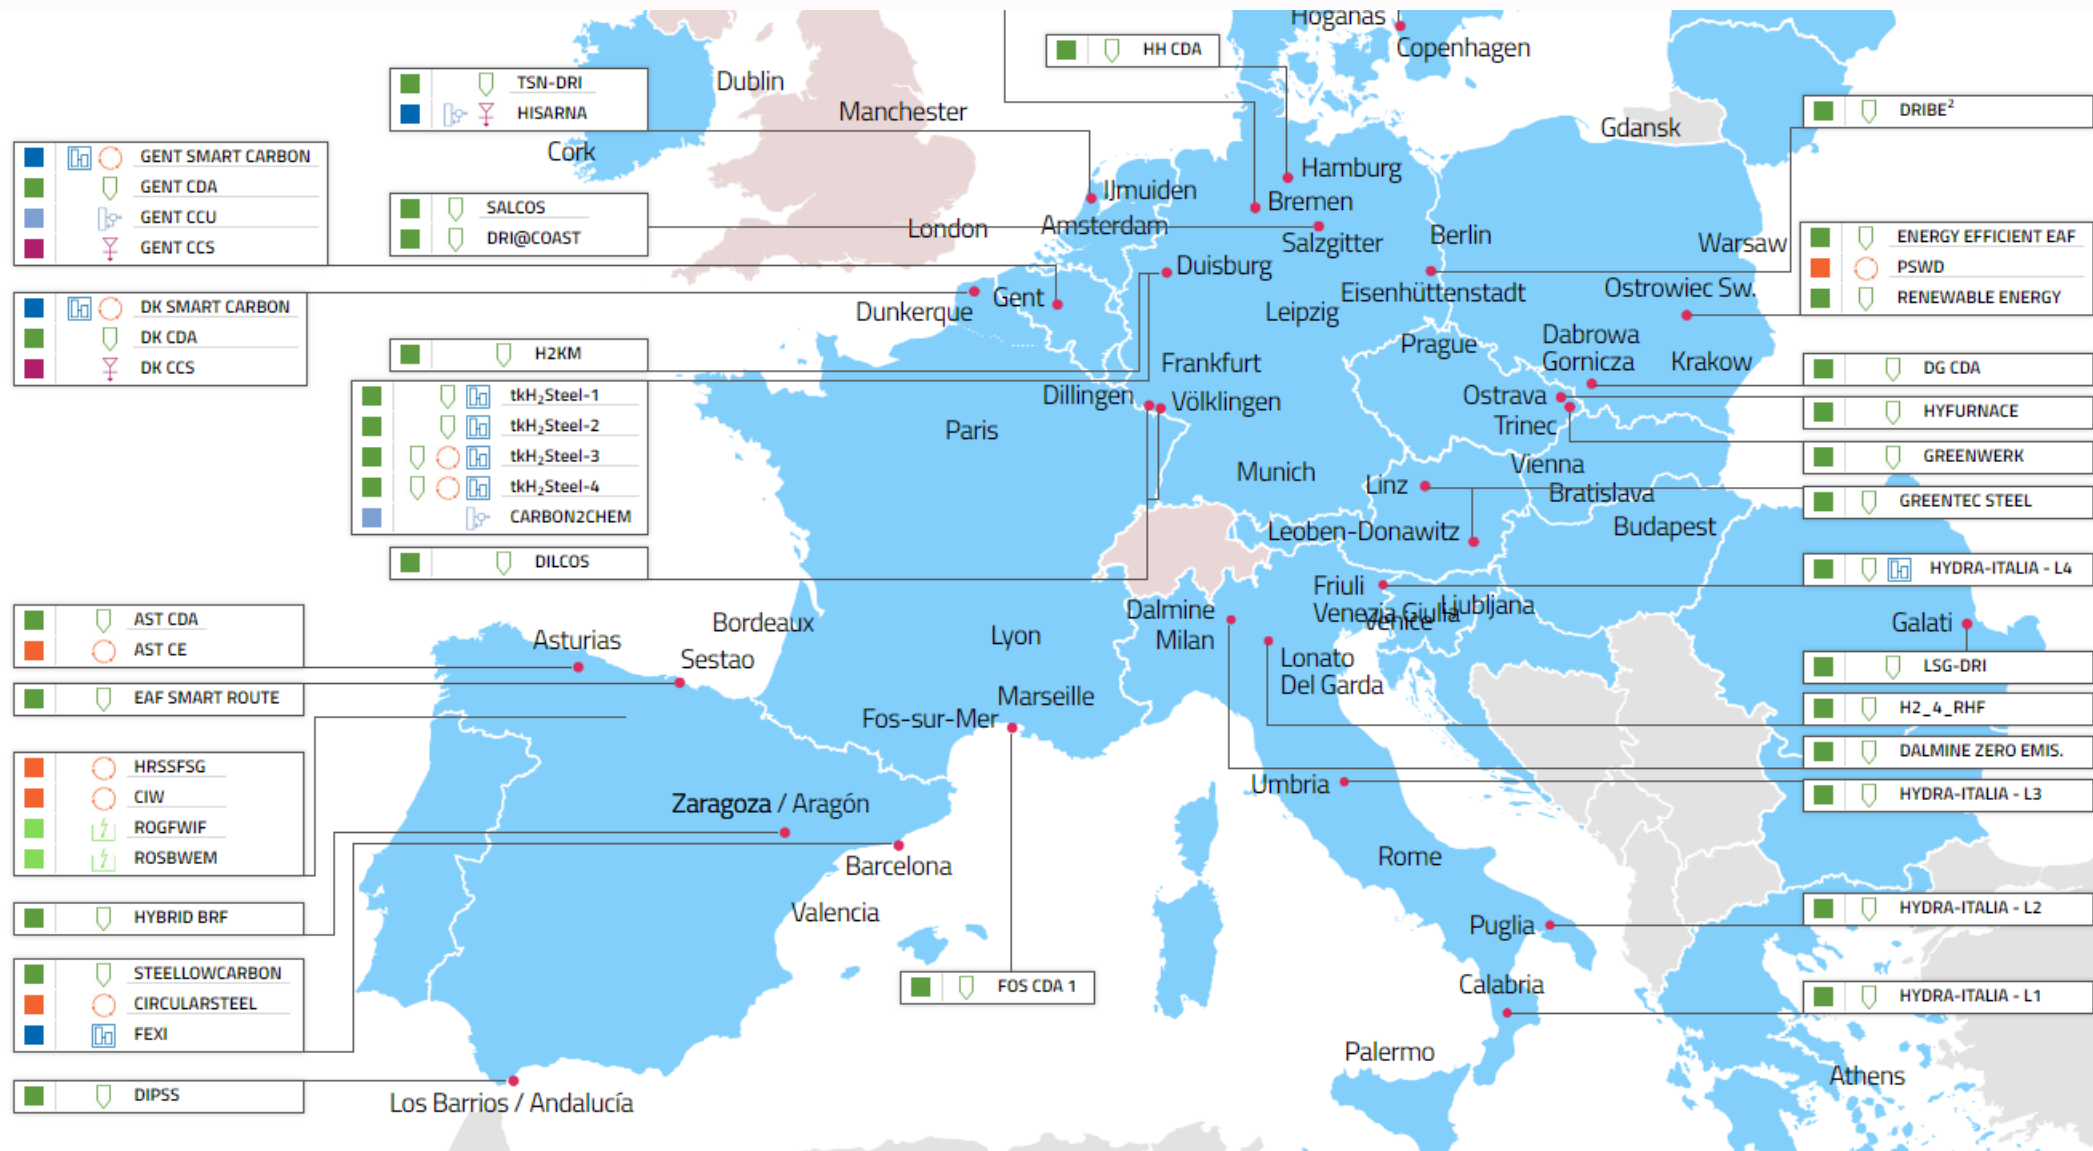 Hoganas
Copenhagen
HH CDA
TSN-DRI
HISARNA
Dublin
Manchester
Cork
Gdansk
DRIBE²
GENT SMART CARBON
GENT CDA
GENT CCU
GENT CCS
SALCOS
DRI@COAST
Hamburg
IJmuiden
Bremen
London
Amsterdam
Salzgitter
Berlin
Warsaw
ENERGY EFFICIENT EAF
PSWD
RENEWABLE ENERGY
Duisburg
Eisenhüttenstadt
Ostrowiec Sw.
DK SMART CARBON
DK CDA
DK CCS
Dunkerque
Gent
Leipzig
Prague
Dabrowa
Gornicza
Krakow
H2KM
Frankfurt
DG CDA
tkH₂Steel-1
tkH₂Steel-2
tkH₂Steel-3
tkH₂Steel-4
CARBON2CHEM
Dillingen
Völklingen
Ostrava
Trinec
HYFURNACE
Paris
GREENWERK
Munich
Linz
Vienna
Bratislava
GREENTEC STEEL
Leoben-Donawitz
Budapest
DILCOS
HYDRA-ITALIA - L4
Friuli
Venezia Giulia
Venice
Ljubljana
AST CDA
AST CE
Asturias
Bordeaux
Sestao
Lyon
Dalmine
Milan
Galati
Lonato
Del Garda
LSG-DRI
EAF SMART ROUTE
Marseille
Fos-sur-Mer
H2_4_RHF
DALMINE ZERO EMIS.
HRSSFSG
CIW
ROGFWIF
ROSBWEM
Zaragoza / Aragón
Umbria
HYDRA-ITALIA - L3
Barcelona
Rome
HYBRID BRF
Valencia
Puglia
HYDRA-ITALIA - L2
STEELLOWCARBON
CIRCULARSTEEL
FEXI
FOS CDA 1
Calabria
HYDRA-ITALIA - L1
Palermo
Athens
DIPSS
Los Barrios / Andalucía